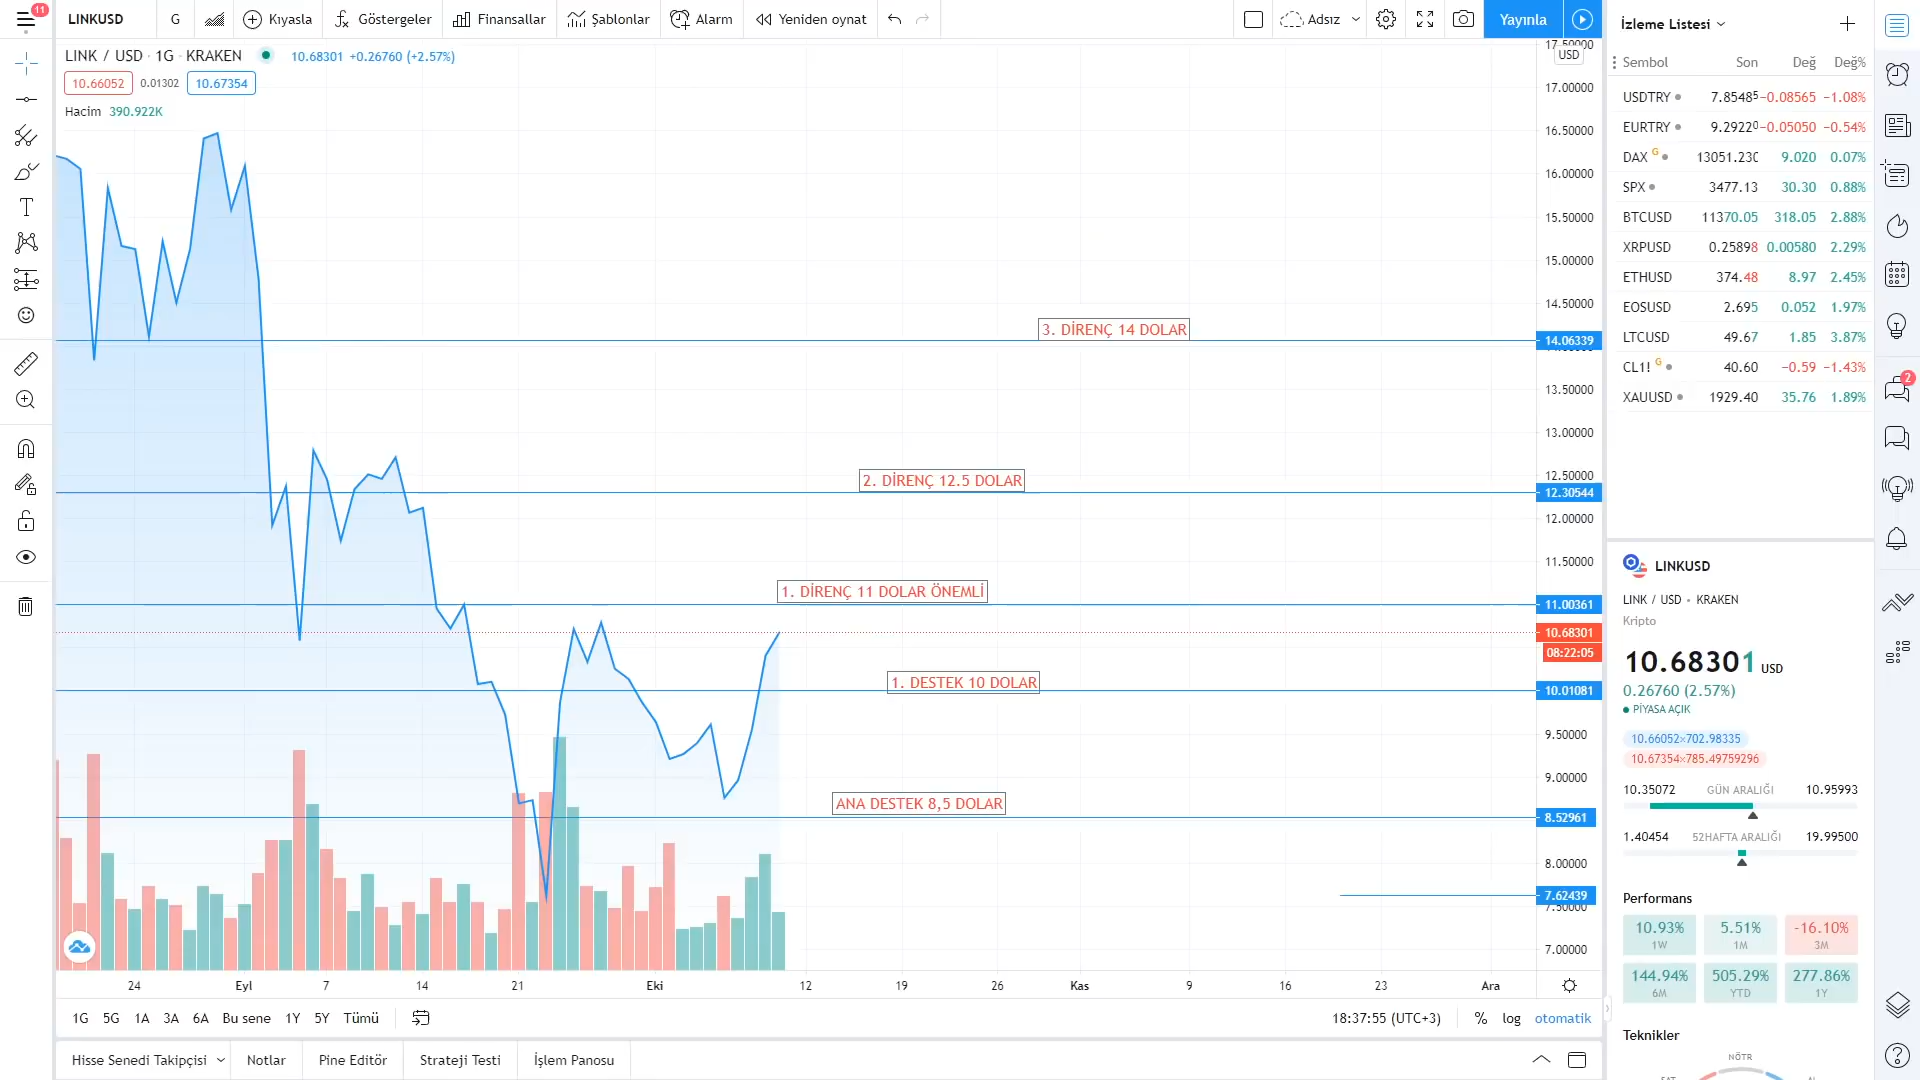 11
LINKUSD
G
Kıyasla
Göstergeler
Finansallar
Şablonlar
Alarm
Yeniden oynat
Adsız
Yayınla
LINK / USD · 1G · KRAKEN
10.68301 +0.26760 (+2.57%)
10.66052
0.01302
10.67354
Hacim 390.922K
3. DİRENÇ 14 DOLAR
2. DİRENÇ 12.5 DOLAR
1. DİRENÇ 11 DOLAR ÖNEMLİ
1. DESTEK 10 DOLAR
ANA DESTEK 8,5 DOLAR
17.50000
USD
17.00000
16.50000
16.00000
15.50000
15.00000
14.50000
14.06339
13.50000
13.00000
12.50000
12.30544
12.00000
11.50000
11.00361
10.68301
08:22:05
10.01081
9.50000
9.00000
8.52961
8.00000
7.62439
7.50000
7.00000
24 Eyl 7 14 21 Eki 12 19 26 Kas 9 16 23 Ara
1G 5G 1A 3A 6A Bu sene 1Y 5Y Tümü
18:37:55 (UTC+3)
%
log
otomatik
Hisse Senedi Takipçisi
Notlar
Pine Editör
Strateji Testi
İşlem Panosu
İzleme Listesi
Sembol Son Değ Değ%
USDTRY 7.85485 −0.08565 −1.08%
EURTRY 9.29220 −0.05050 −0.54%
DAX G 13051.230 9.020 0.07%
SPX 3477.13 30.30 0.88%
BTCUSD 11370.05 318.05 2.88%
XRPUSD 0.25898 0.00580 2.29%
ETHUSD 374.48 8.97 2.45%
EOSUSD 2.695 0.052 1.97%
LTCUSD 49.67 1.85 3.87%
CL1! G 40.60 −0.59 −1.43%
XAUUSD 1929.40 35.76 1.89%
2
LINKUSD
LINK / USD • KRAKEN
Kripto
10.68301 USD
0.26760 (2.57%)
PİYASA AÇIK
10.66052×702.98335
10.67354×785.49759296
10.35072 GÜN ARALIĞI 10.95993
1.40454 52HAFTA ARALIĞI 19.99500
Performans
10.93% 5.51% -16.10%
1W 1M 3M
144.94% 505.29% 277.86%
6M YTD 1Y
Teknikler
NÖTR